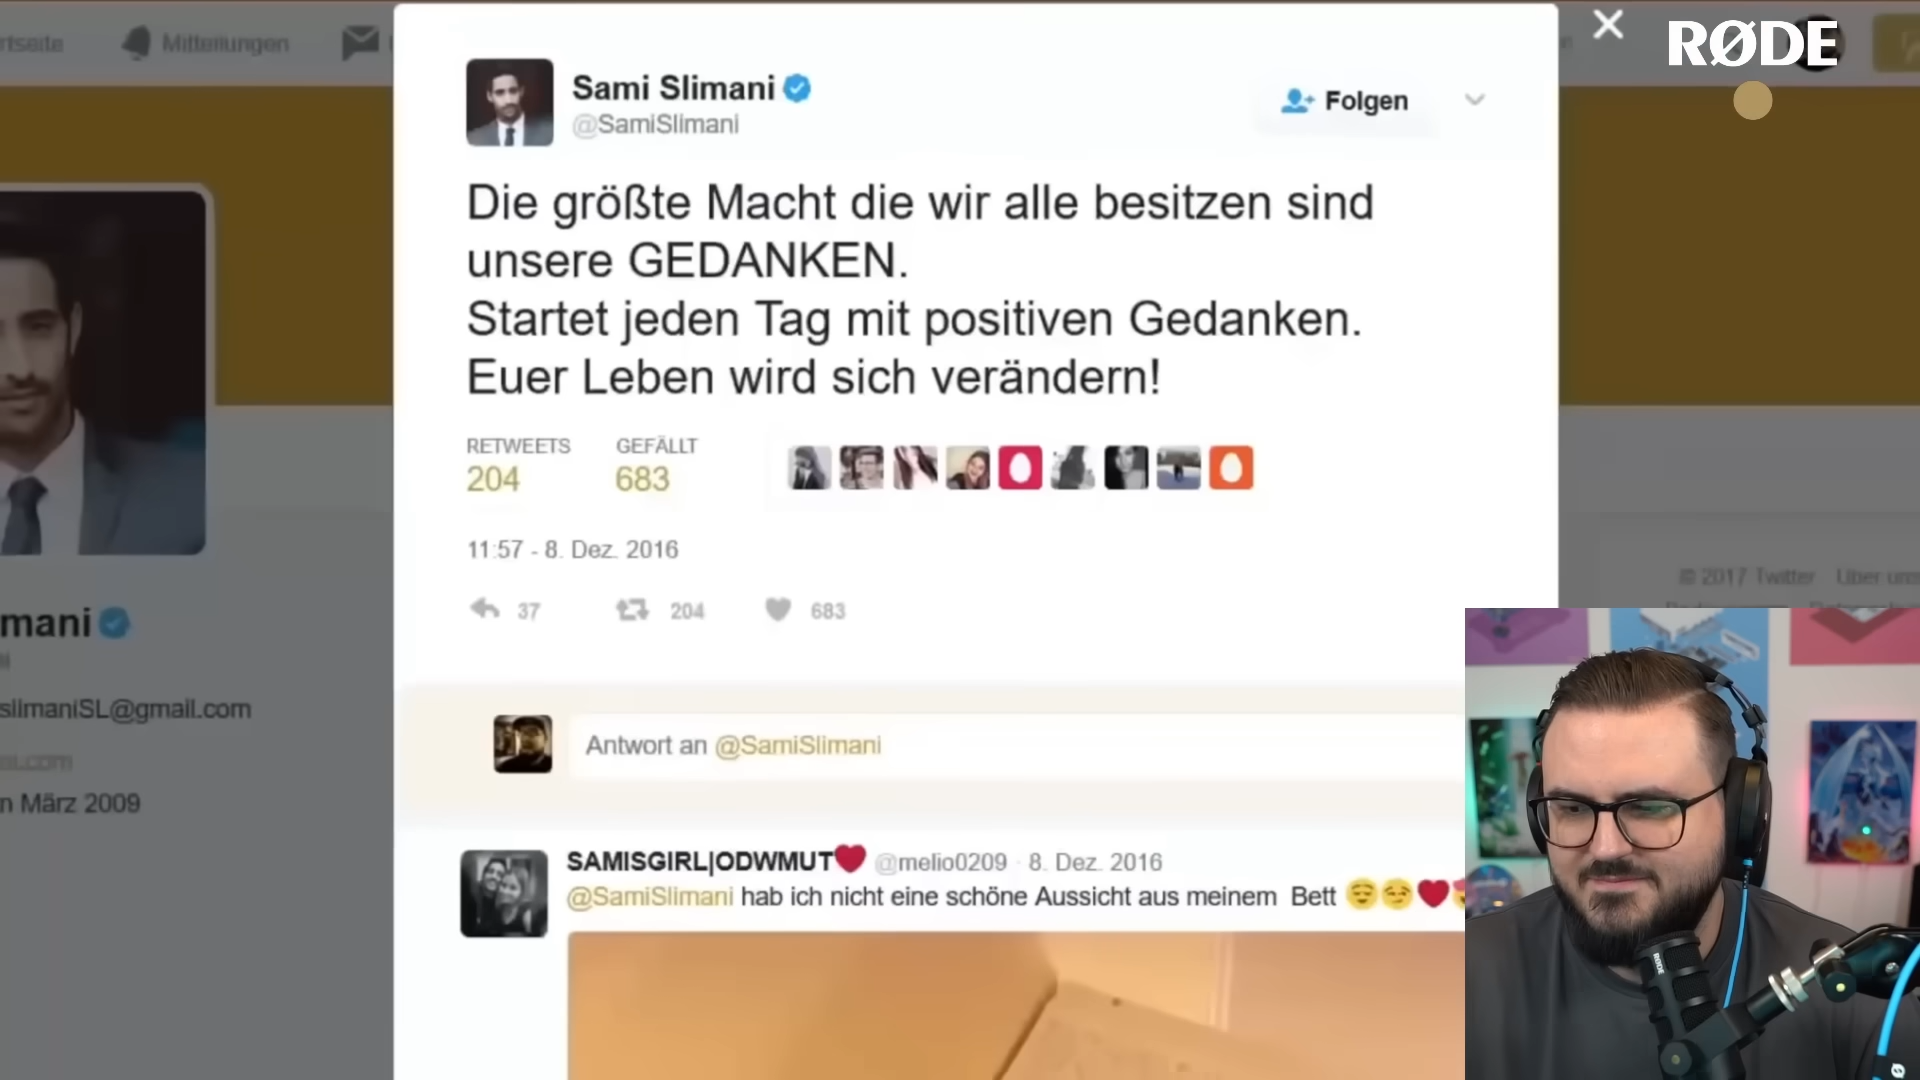 Mitteilungen
RØDE
Sami Slimani
@SamiSlimani
Folgen
Die größte Macht die wir alle besitzen sind
unsere GEDANKEN.
Startet jeden Tag mit positiven Gedanken.
Euer Leben wird sich verändern!
RETWEETS
GEFÄLLT
204
683
11:57 - 8. Dez. 2016
37 204 683
© 2017 Twitter Über uns
mani
slimaniSL@gmail.com
n März 2009
Antwort an @SamiSlimani
SAMISGIRL|ODWMUT❤ @melio0209 · 8. Dez. 2016
@SamiSlimani hab ich nicht eine schöne Aussicht aus meinem Bett 😌😏❤
RØDE